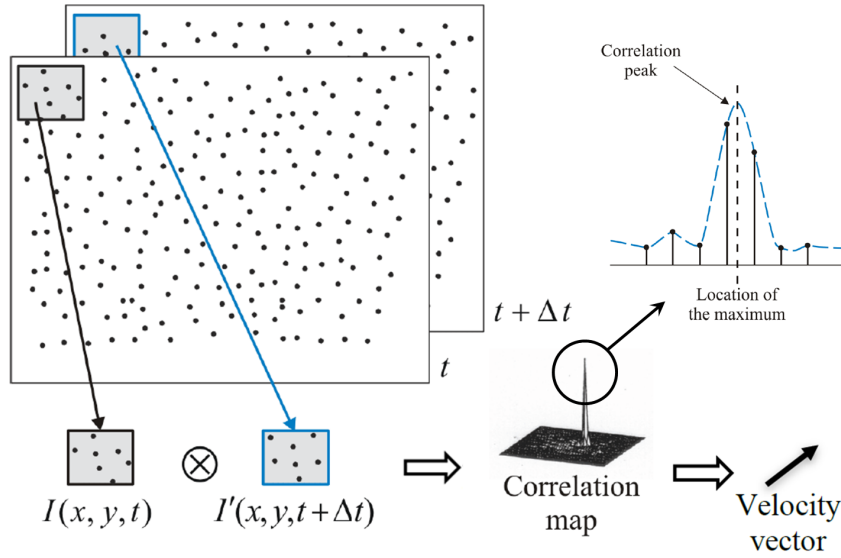 Correlation
peak
Location of
the maximum
t + Δt
t
I(x, y, t)
I'(x, y, t + Δt)
Correlation
map
Velocity
vector